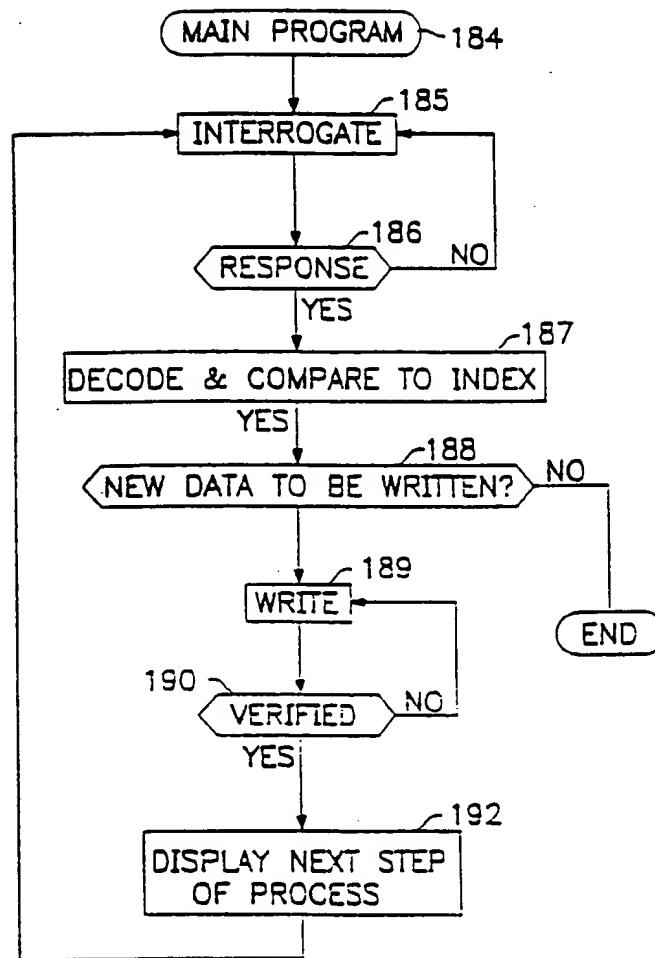 MAIN PROGRAM
184
185
INTERROGATE
186
RESPONSE
NO
YES
187
DECODE & COMPARE TO INDEX
YES
188
NEW DATA TO BE WRITTEN?
NO
189
WRITE
END
190
VERIFIED
NO
YES
192
DISPLAY NEXT STEP
OF PROCESS